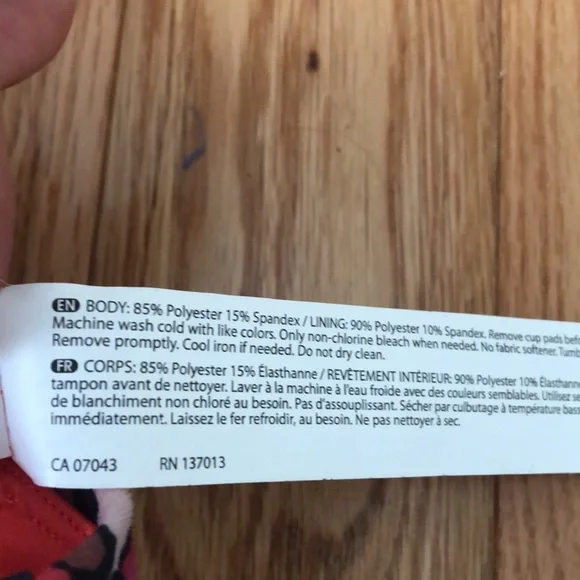 EN BODY: 85% Polyester 15% Spandex / LINING: 90% Polyester 10% Spandex. Remove cup pads
Machine wash cold with like colors. Only non-chlorine bleach when needed. No fabric softener.
Remove promptly. Cool iron if needed. Do not dry clean.
FR CORPS: 85% Polyester 15% Élasthanne / REVÊTEMENT INTÉRIEUR: 90% Polyester 10%
tampon avant de nettoyer. Laver à la machine à l'eau froide avec des couleurs semblables. Utilisez
de blanchiment non chloré au besoin. Pas d'assouplissant. Sécher par culbutage à température
immédiatement. Laissez le fer refroidir, au besoin. Ne pas nettoyer à sec.
CA 07043 RN 137013